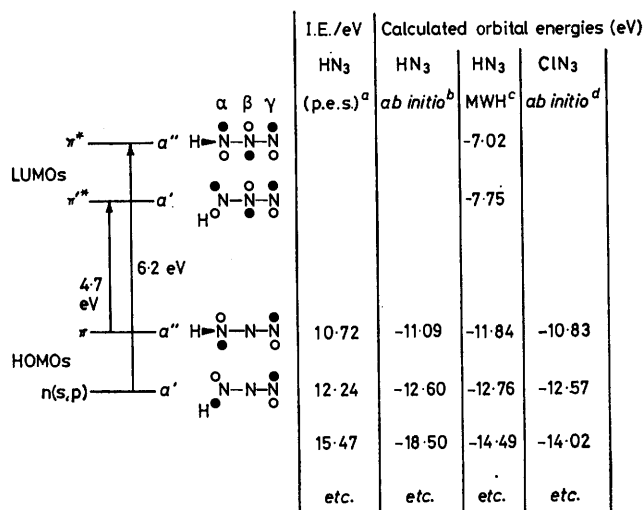 I.E./eV Calculated orbital energies (eV)
HN₃ HN₃ HN₃ ClN₃
α β γ (p.e.s.)ᵃ ab initioᵇ MWHᶜ ab initioᵈ
π* a″ H N—N—N -7·02
LUMOs
π′* a′ N—N—N -7·75
H
6·2 eV
4·7
eV
π a″ H N—N—N 10·72 -11·09 -11·84 -10·83
HOMOs
n(s,p) a′ N—N—N 12·24 -12·60 -12·76 -12·57
H
15·47 -18·50 -14·49 -14·02
etc. etc. etc. etc.